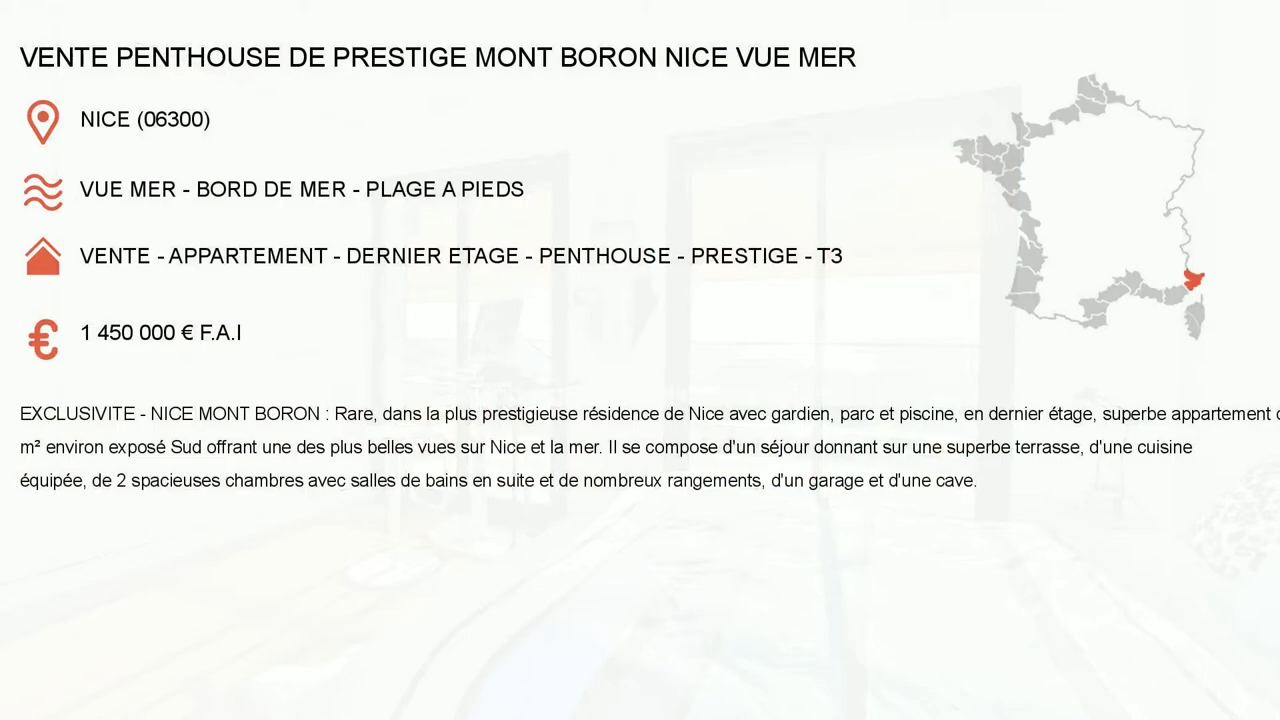 VENTE PENTHOUSE DE PRESTIGE MONT BORON NICE VUE MER
NICE (06300)
VUE MER - BORD DE MER - PLAGE A PIEDS
VENTE - APPARTEMENT - DERNIER ETAGE - PENTHOUSE - PRESTIGE - T3
1 450 000 € F.A.I
EXCLUSIVITE - NICE MONT BORON : Rare, dans la plus prestigieuse résidence de Nice avec gardien, parc et piscine, en dernier étage, superbe appartement
m² environ exposé Sud offrant une des plus belles vues sur Nice et la mer. Il se compose d'un séjour donnant sur une superbe terrasse, d'une cuisine
équipée, de 2 spacieuses chambres avec salles de bains en suite et de nombreux rangements, d'un garage et d'une cave.